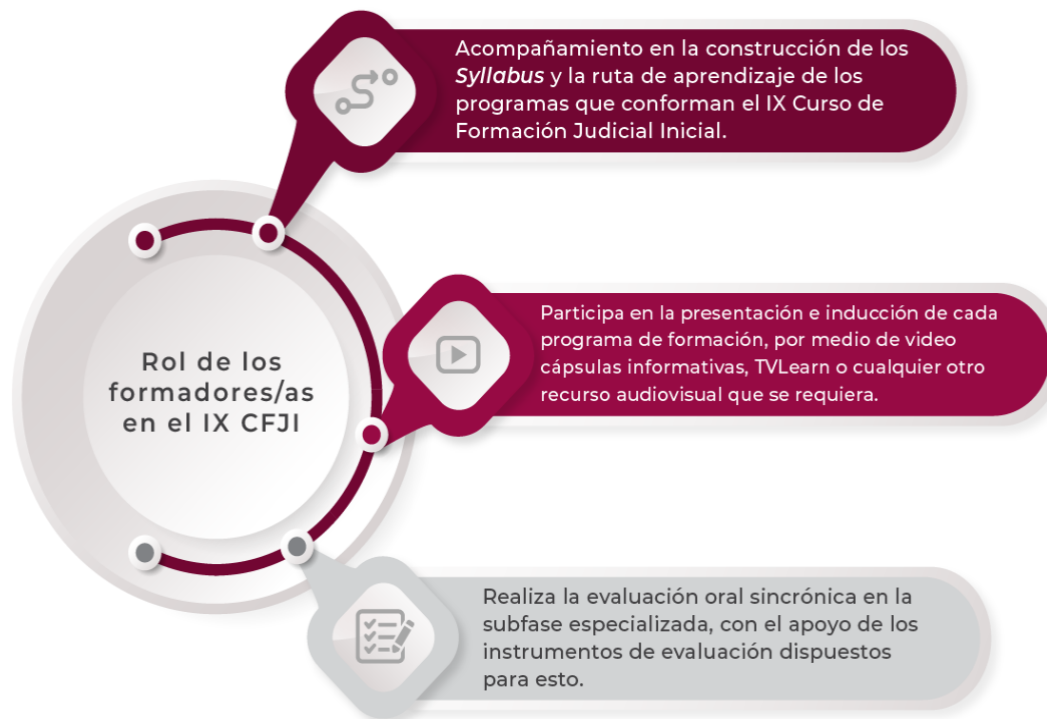 Acompañamiento en la construcción de los
Syllabus y la ruta de aprendizaje de los
programas que conforman el IX Curso de
Formación Judicial Inicial.
Rol de los
formadores/as
en el IX CFJI
Participa en la presentación e inducción de cada
programa de formación, por medio de video
cápsulas informativas, TVLearn o cualquier otro
recurso audiovisual que se requiera.
Realiza la evaluación oral sincrónica en la
subfase especializada, con el apoyo de los
instrumentos de evaluación dispuestos
para esto.